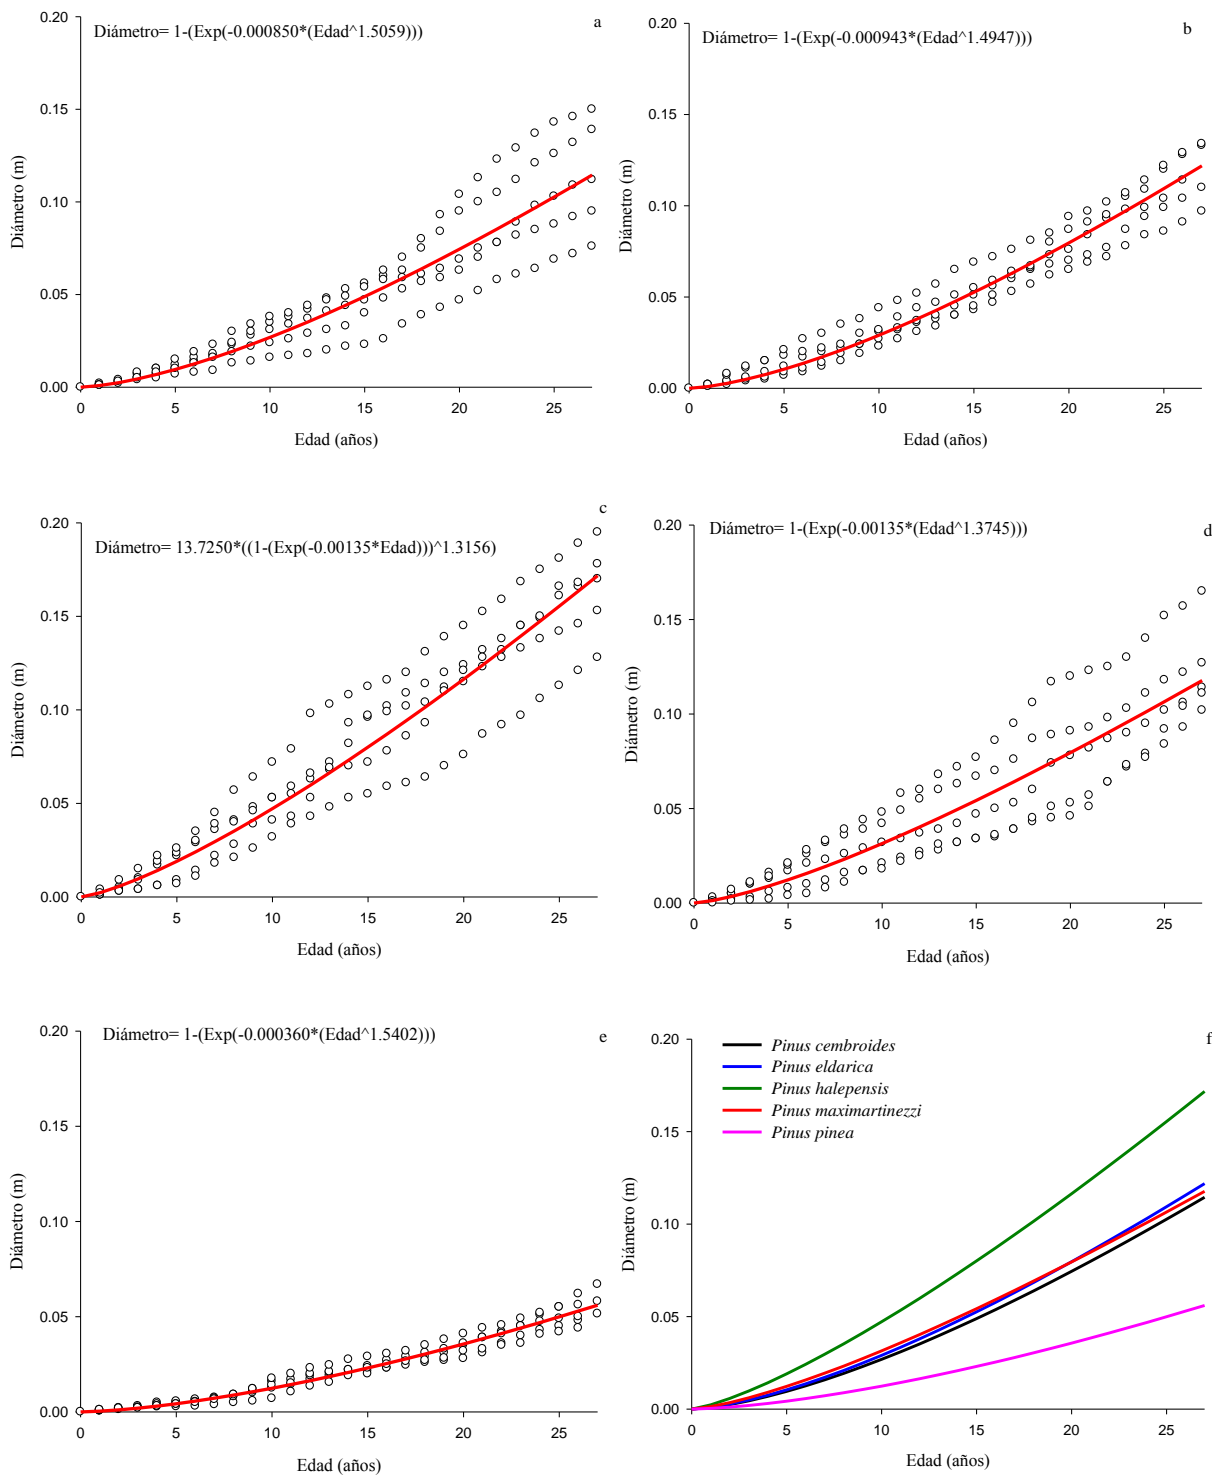 a
Diámetro= 1-(Exp(-0.000850*(Edad^1.5059)))
0.20
0.15
0.10
0.05
0.00
Diámetro (m)
0 5 10 15 20 25
Edad (años)
b
Diámetro= 1-(Exp(-0.000943*(Edad^1.4947)))
0.20
0.15
0.10
0.05
0.00
Diámetro (m)
0 5 10 15 20 25
Edad (años)
c
Diámetro= 13.7250*((1-(Exp(-0.00135*Edad)))^1.3156)
0.20
0.15
0.10
0.05
0.00
Diámetro (m)
0 5 10 15 20 25
Edad (años)
d
Diámetro= 1-(Exp(-0.00135*(Edad^1.3745)))
0.20
0.15
0.10
0.05
0.00
Diámetro (m)
0 5 10 15 20 25
Edad (años)
e
Diámetro= 1-(Exp(-0.000360*(Edad^1.5402)))
0.20
0.15
0.10
0.05
0.00
Diámetro (m)
0 5 10 15 20 25
Edad (años)
f
Pinus cembroides
Pinus eldarica
Pinus halepensis
Pinus maximartinezzi
Pinus pinea
0.20
0.15
0.10
0.05
0.00
Diámetro (m)
0 5 10 15 20 25
Edad (años)